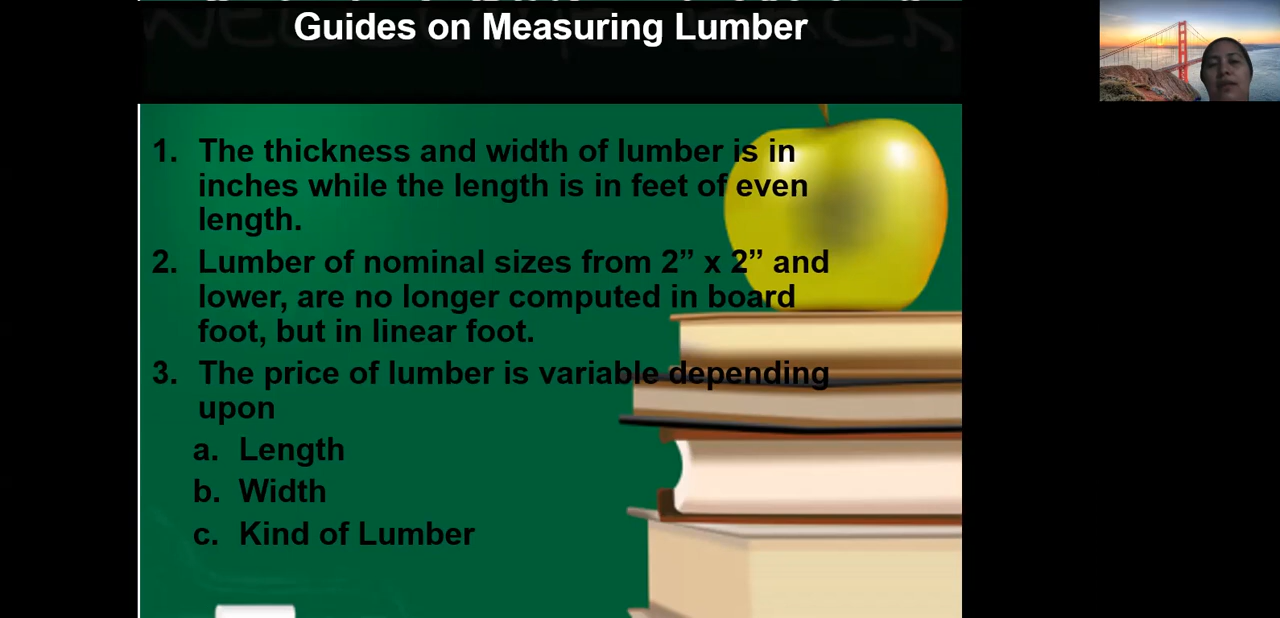 Guides on Measuring Lumber
1. The thickness and width of lumber is in
inches while the length is in feet of even
length.
2. Lumber of nominal sizes from 2” x 2” and
lower, are no longer computed in board
foot, but in linear foot.
3. The price of lumber is variable depending
upon
a. Length
b. Width
c. Kind of Lumber